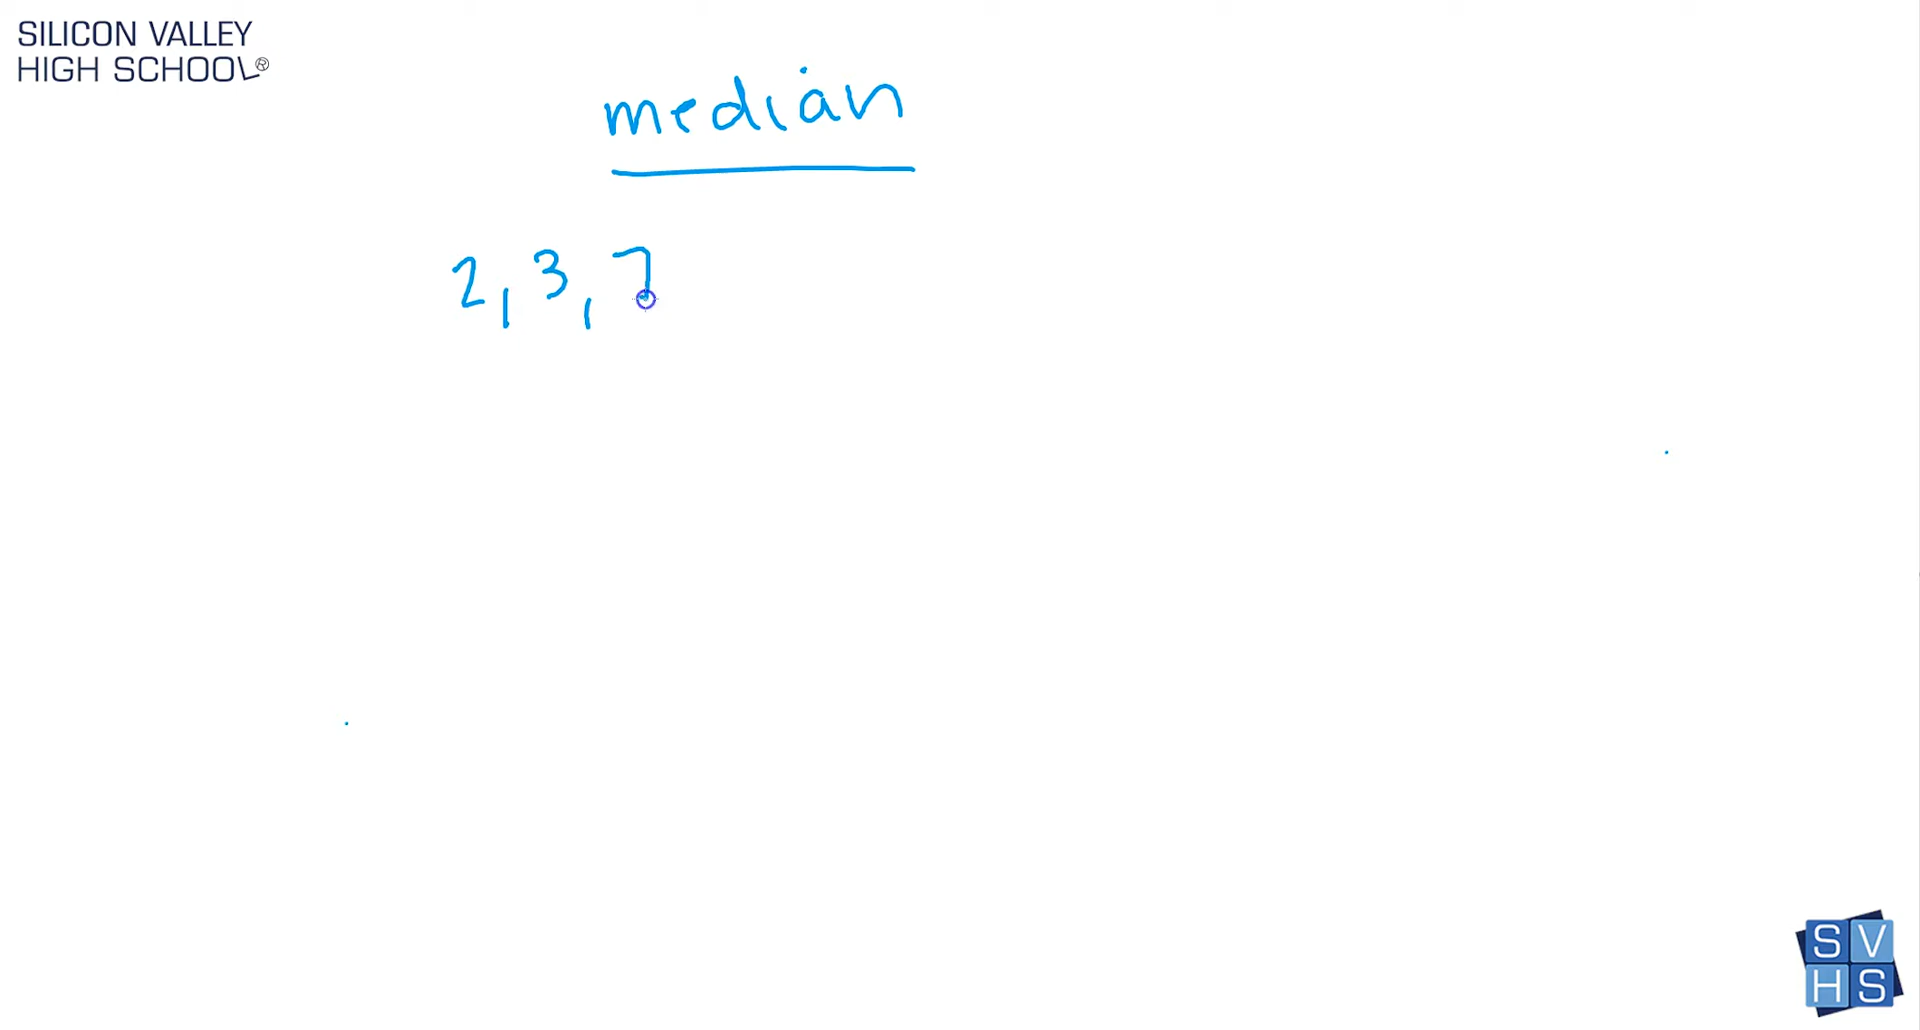 SILICON VALLEY
HIGH SCHOOL®
median
2, 3, 7
SV
HS